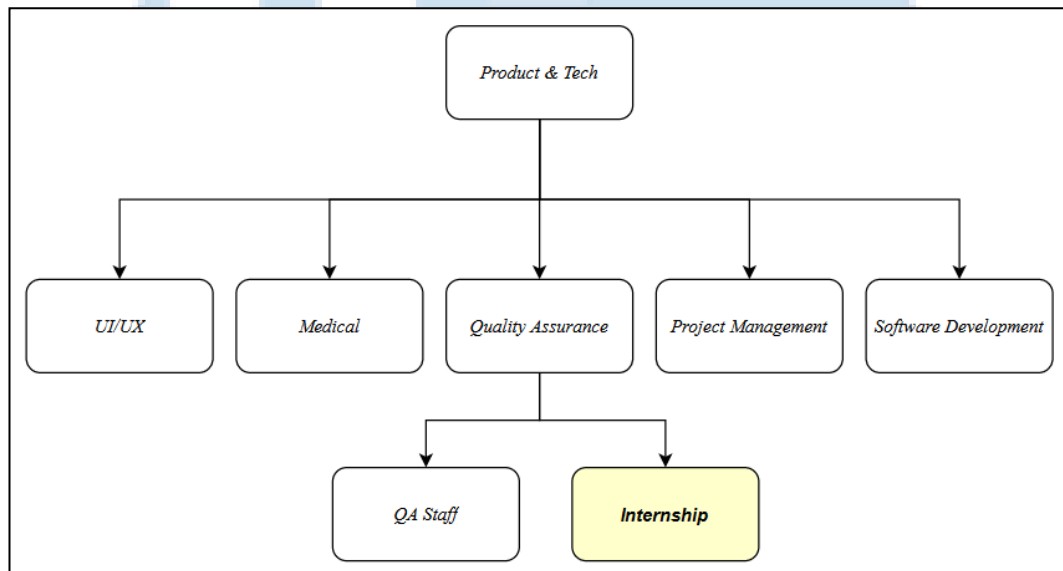 Product & Tech
UI/UX
Medical
Quality Assurance
Project Management
Software Development
QA Staff
Internship